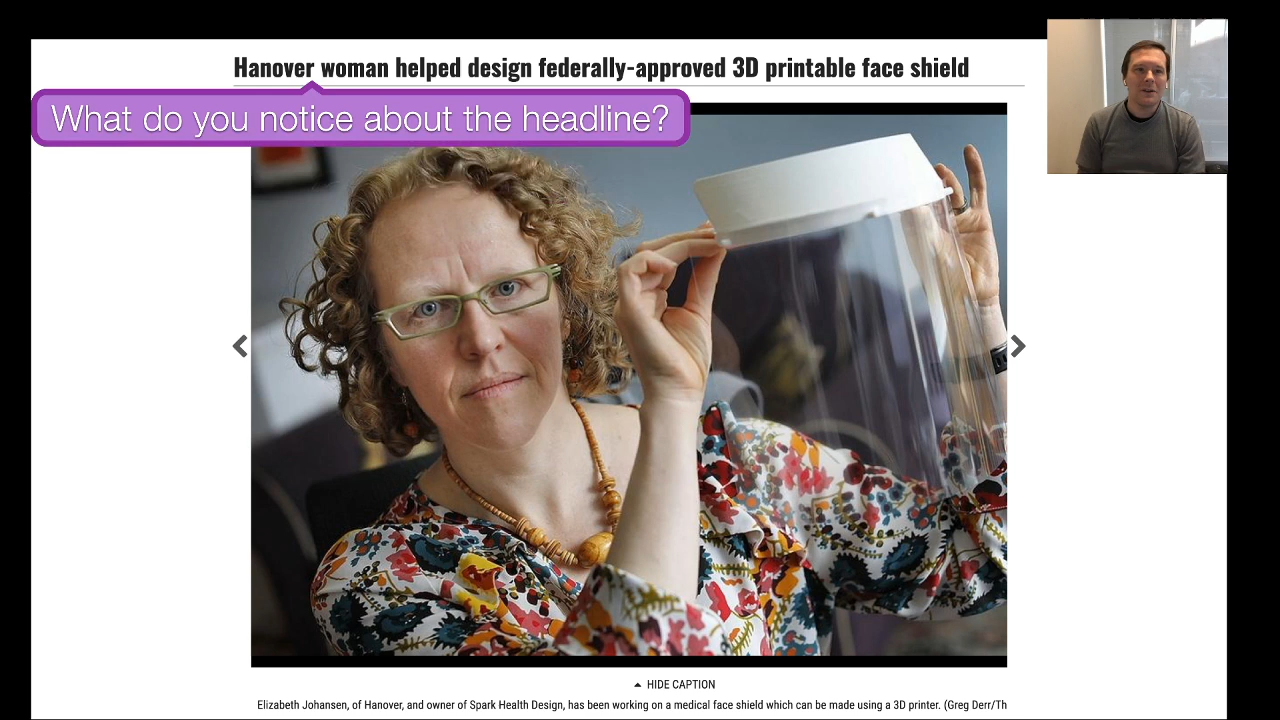 Hanover woman helped design federally-approved 3D printable face shield
What do you notice about the headline?
HIDE CAPTION
Elizabeth Johansen, of Hanover, and owner of Spark Health Design, has been working on a medical face shield which can be made using a 3D printer. (Greg Derr/Th